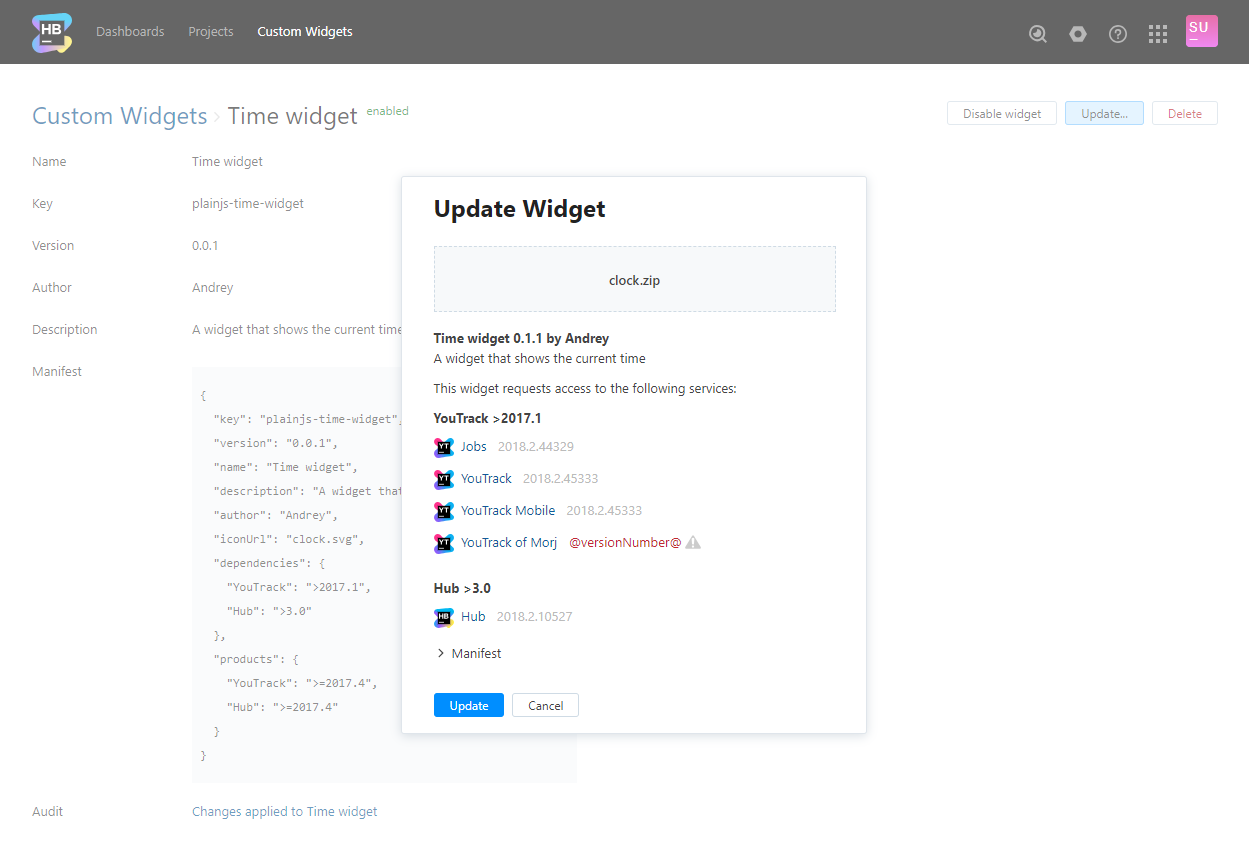 HB Dashboards Projects Custom Widgets SU
Custom Widgets › Time widget enabled Disable widget Update... Delete
Name Time widget
Key plainjs-time-widget
Version 0.0.1
Author Andrey
Description A widget that shows the current time
Manifest
{
"key": "plainjs-time-widget",
"version": "0.0.1",
"name": "Time widget",
"description": "A widget that
"author": "Andrey",
"iconUrl": "clock.svg",
"dependencies": {
"YouTrack": ">2017.1",
"Hub": ">3.0"
},
"products": {
"YouTrack": ">=2017.4",
"Hub": ">=2017.4"
}
}
Audit Changes applied to Time widget
Update Widget
clock.zip
Time widget 0.1.1 by Andrey
A widget that shows the current time
This widget requests access to the following services:
YouTrack >2017.1
YT Jobs 2018.2.44329
YT YouTrack 2018.2.45333
YT YouTrack Mobile 2018.2.45333
YT YouTrack of Morj @versionNumber@
Hub >3.0
HB Hub 2018.2.10527
Manifest
Update Cancel